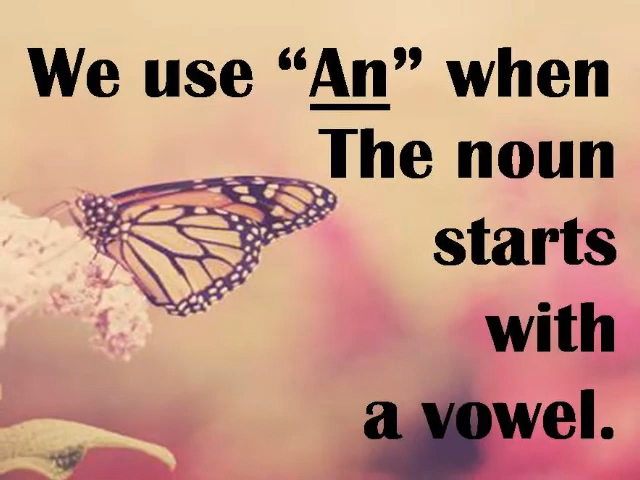 We use “An” when
The noun
starts
with
a vowel.